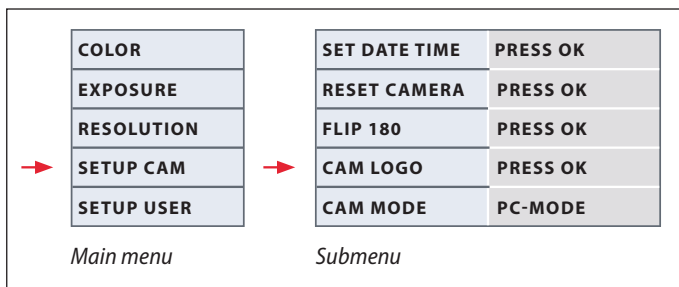 COLOR
EXPOSURE
RESOLUTION
SETUP CAM
SETUP USER
Main menu
SET DATE TIME PRESS OK
RESET CAMERA PRESS OK
FLIP 180 PRESS OK
CAM LOGO PRESS OK
CAM MODE PC-MODE
Submenu